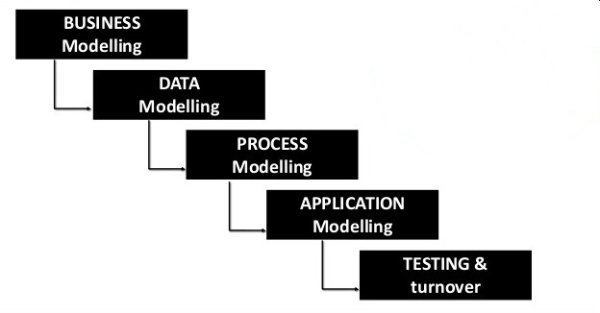 BUSINESS
Modelling
DATA
Modelling
PROCESS
Modelling
APPLICATION
Modelling
TESTING &
turnover